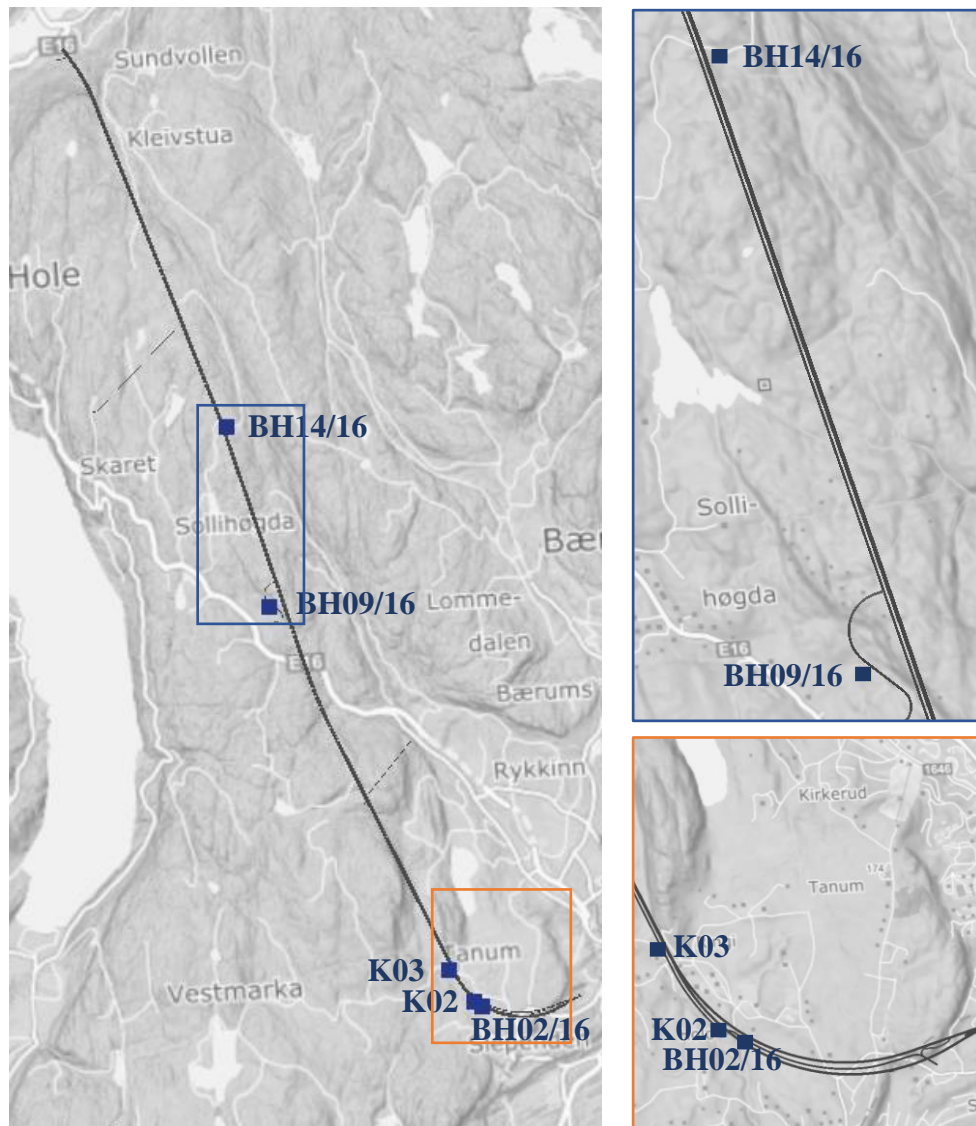 E16
Sundvollen
Kleivstua
Hole
BH14/16
Skaret
Sollihøgda
BH09/16
Lomme-
dalen
E16
Bærums
Rykkinn
Tanum
K03
K02
Vestmarka
BH02/16
BH14/16
Solli-
høgda
E16
BH09/16
1646
Kirkerud
174
Tanum
K03
K02
BH02/16